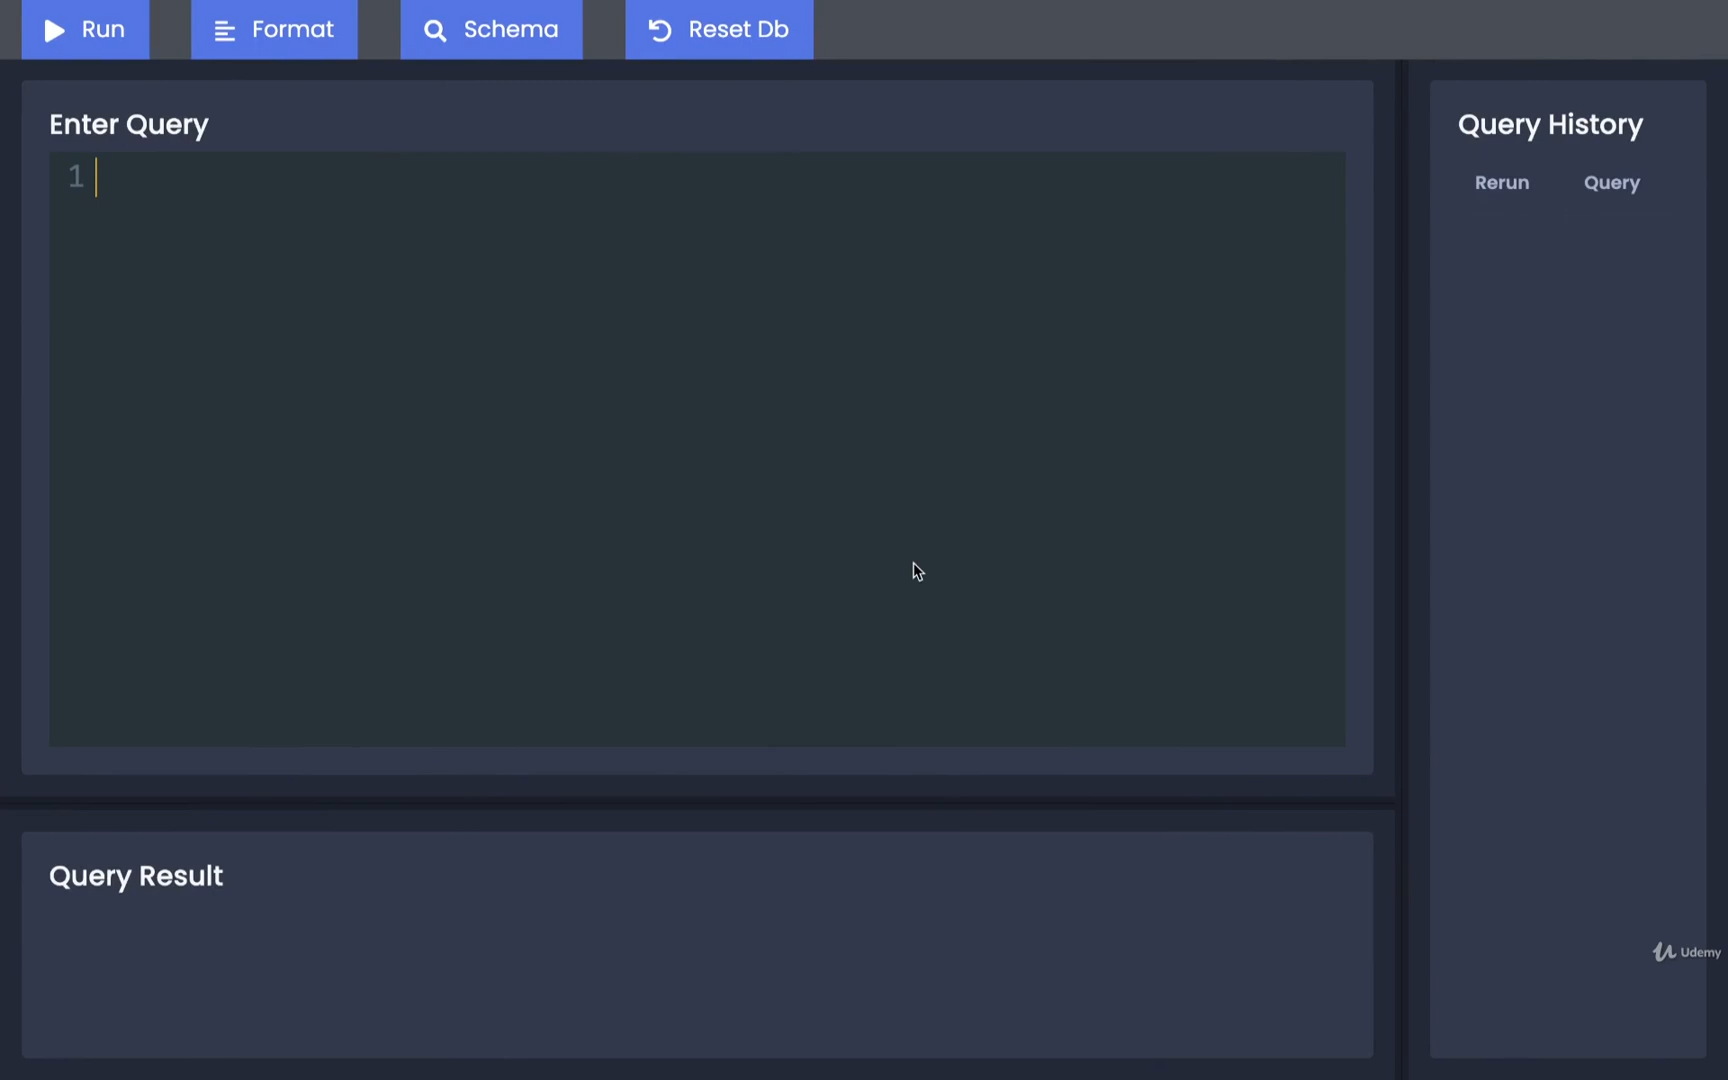 Run
Format
Schema
Reset Db
Enter Query
1
Query History
Rerun
Query
Query Result
Udemy